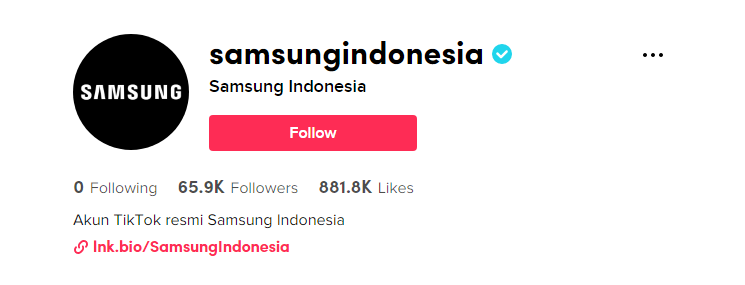 SAMSUNG
samsungindonesia
Samsung Indonesia
Follow
0 Following 65.9K Followers 881.8K Likes
Akun TikTok resmi Samsung Indonesia
lnk.bio/SamsungIndonesia